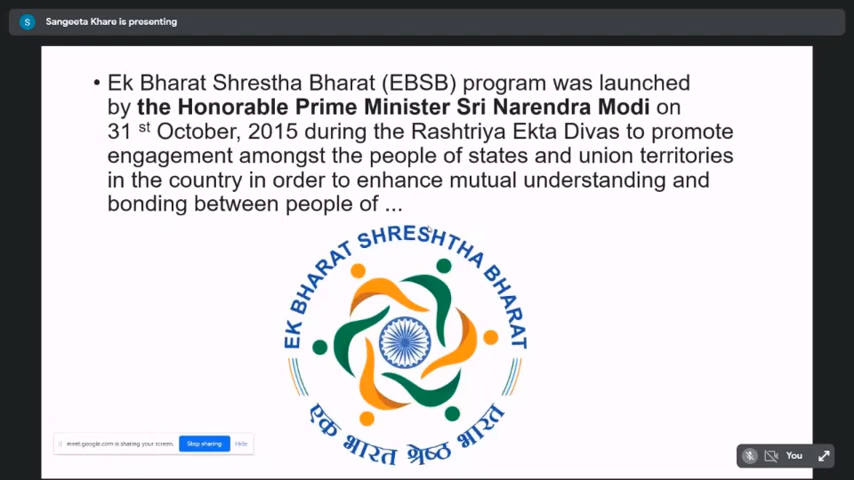 S Sangeeta Khare is presenting
• Ek Bharat Shrestha Bharat (EBSB) program was launched
by the Honorable Prime Minister Sri Narendra Modi on
31 st October, 2015 during the Rashtriya Ekta Divas to promote
engagement amongst the people of states and union territories
in the country in order to enhance mutual understanding and
bonding between people of ...
EK BHARAT SHRESHTHA BHARAT
एक भारत श्रेष्ठ भारत
meet.google.com is sharing your screen. Stop sharing Hide
You